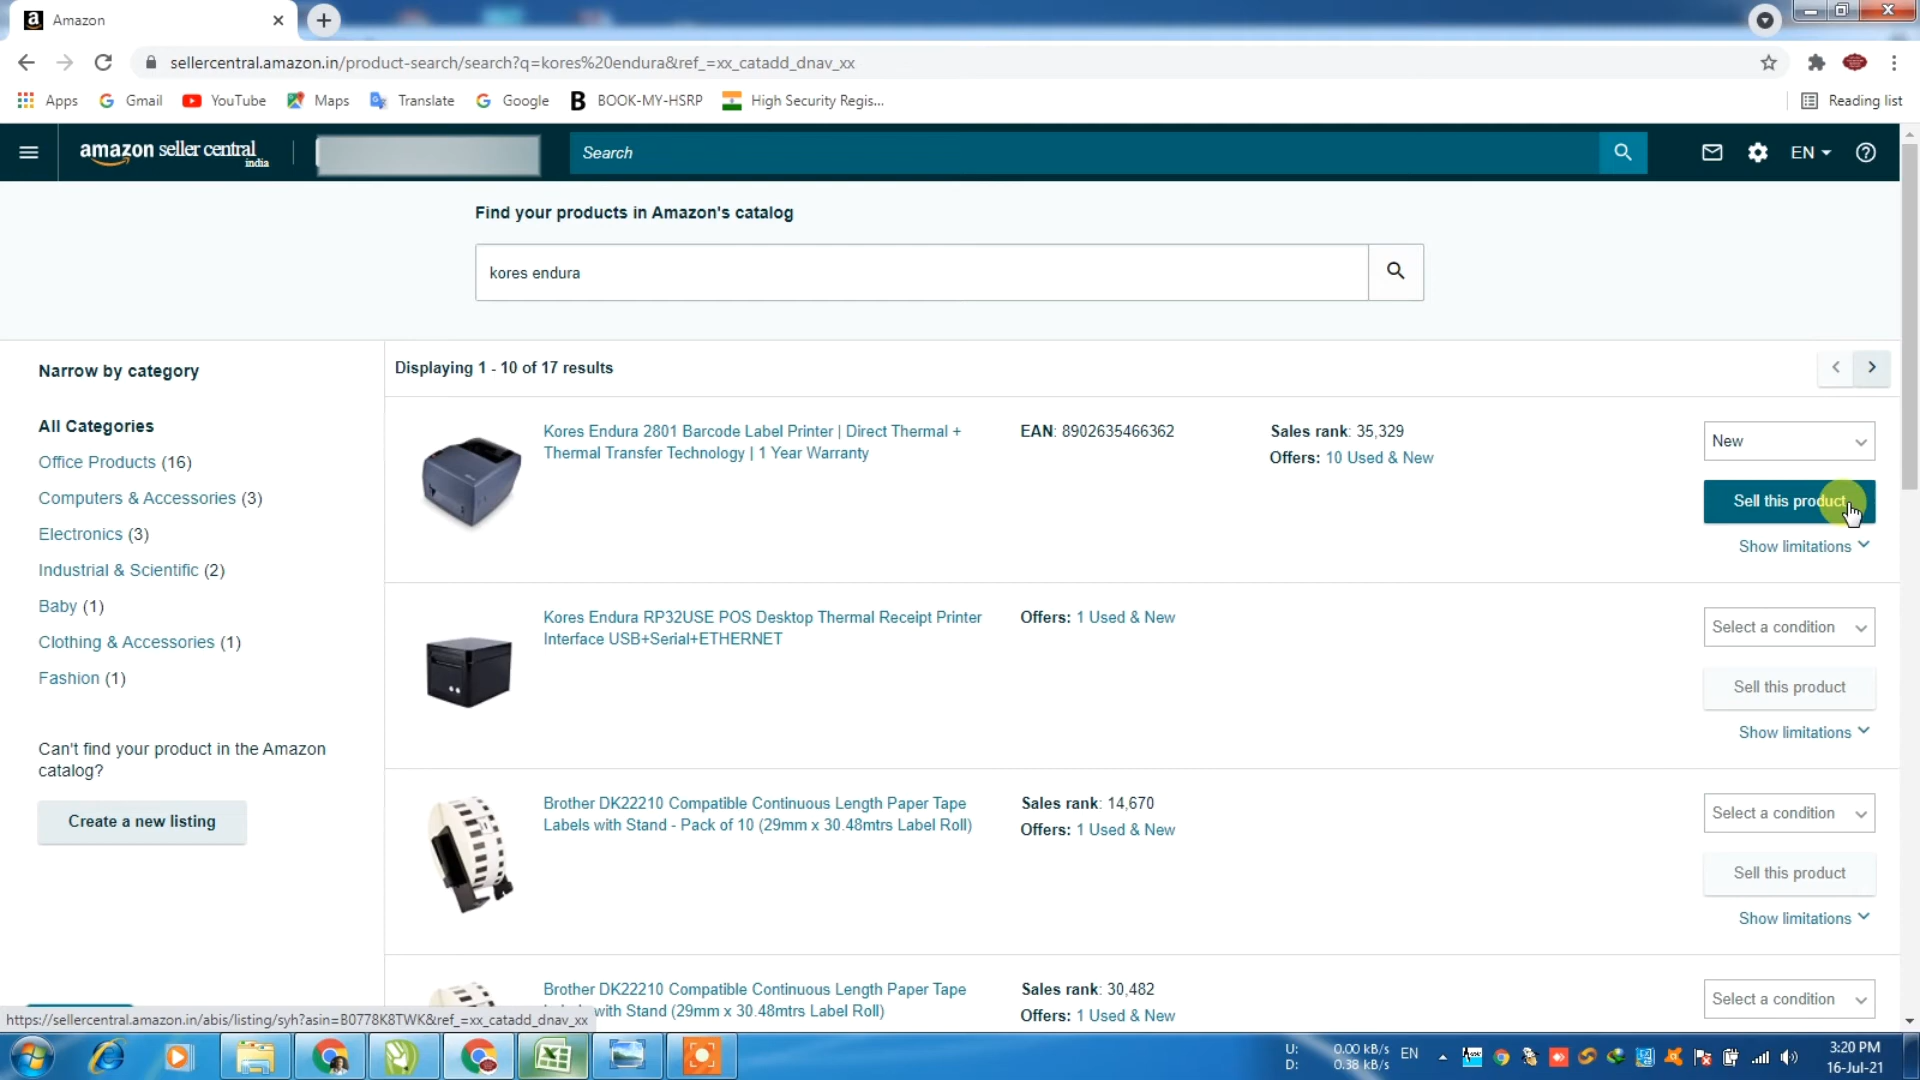 Amazon
sellercentral.amazon.in/product-search/search?q=kores%20endura&ref_=xx_catadd_dnav_xx
Apps Gmail YouTube Maps Translate Google BOOK-MY-HSRP High Security Regis... Reading list
amazon seller central india Search EN
Find your products in Amazon's catalog
kores endura
Narrow by category
All Categories
Office Products (16)
Computers & Accessories (3)
Electronics (3)
Industrial & Scientific (2)
Baby (1)
Clothing & Accessories (1)
Fashion (1)
Can't find your product in the Amazon
catalog?
Create a new listing
Displaying 1 - 10 of 17 results
Kores Endura 2801 Barcode Label Printer | Direct Thermal +
Thermal Transfer Technology | 1 Year Warranty
EAN: 8902635466362
Sales rank: 35,329
Offers: 10 Used & New
New
Sell this product
Show limitations
Kores Endura RP32USE POS Desktop Thermal Receipt Printer
Interface USB+Serial+ETHERNET
Offers: 1 Used & New
Select a condition
Sell this product
Show limitations
Brother DK22210 Compatible Continuous Length Paper Tape
Labels with Stand - Pack of 10 (29mm x 30.48mtrs Label Roll)
Sales rank: 14,670
Offers: 1 Used & New
Select a condition
Sell this product
Show limitations
Brother DK22210 Compatible Continuous Length Paper Tape
with Stand (29mm x 30.48mtrs Label Roll)
Sales rank: 30,482
Offers: 1 Used & New
Select a condition
https://sellercentral.amazon.in/abis/listing/syh?asin=B0778K8TWK&ref_=xx_catadd_dnav_xx
U: 0.00 kB/s
D: 0.38 kB/s
EN
3:20 PM
16-Jul-21